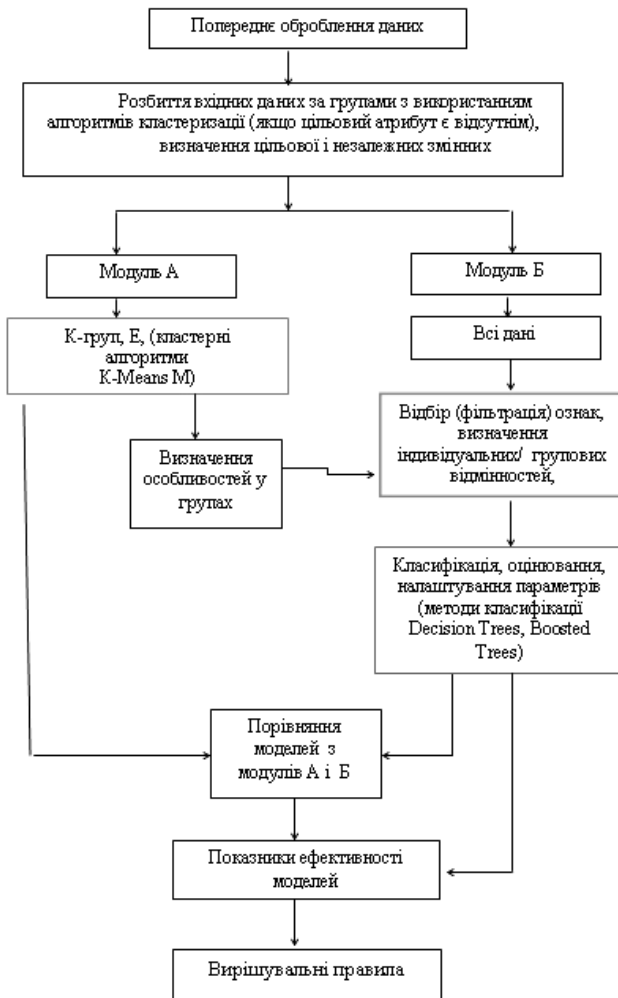 Попереднє оброблення даних
Розбиття вхідних даних за групами з використанням
алгоритмів кластеризації (якщо цільовий атрибут є відсутнім),
визначення цільової і незалежних змінних
Модуль А
Модуль Б
К-груп, Е, (кластерні
алгоритми
K-Means M)
Всі дані
Визначення
особливостей у
групах
Відбір (фільтрація) ознак,
визначення
індивідуальних/ групових
відмінностей,
Класифікація, оцінювання,
налаштування параметрів
(методи класифікації
Decision Trees, Boosted
Trees)
Порівняння
моделей з
модулів А і Б
Показники ефективності
моделей
Вирішувальні правила